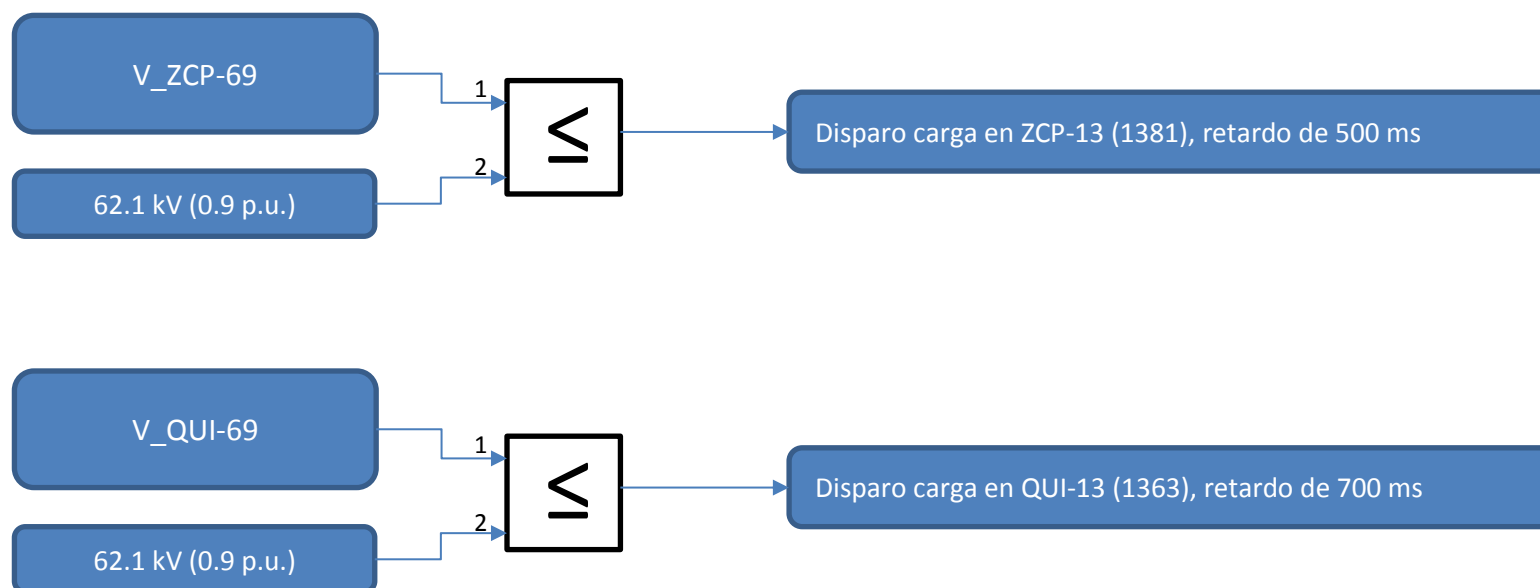 V_ZCP-69
1
≤
Disparo carga en ZCP-13 (1381), retardo de 500 ms
2
62.1 kV (0.9 p.u.)
V_QUI-69
1
≤
Disparo carga en QUI-13 (1363), retardo de 700 ms
2
62.1 kV (0.9 p.u.)